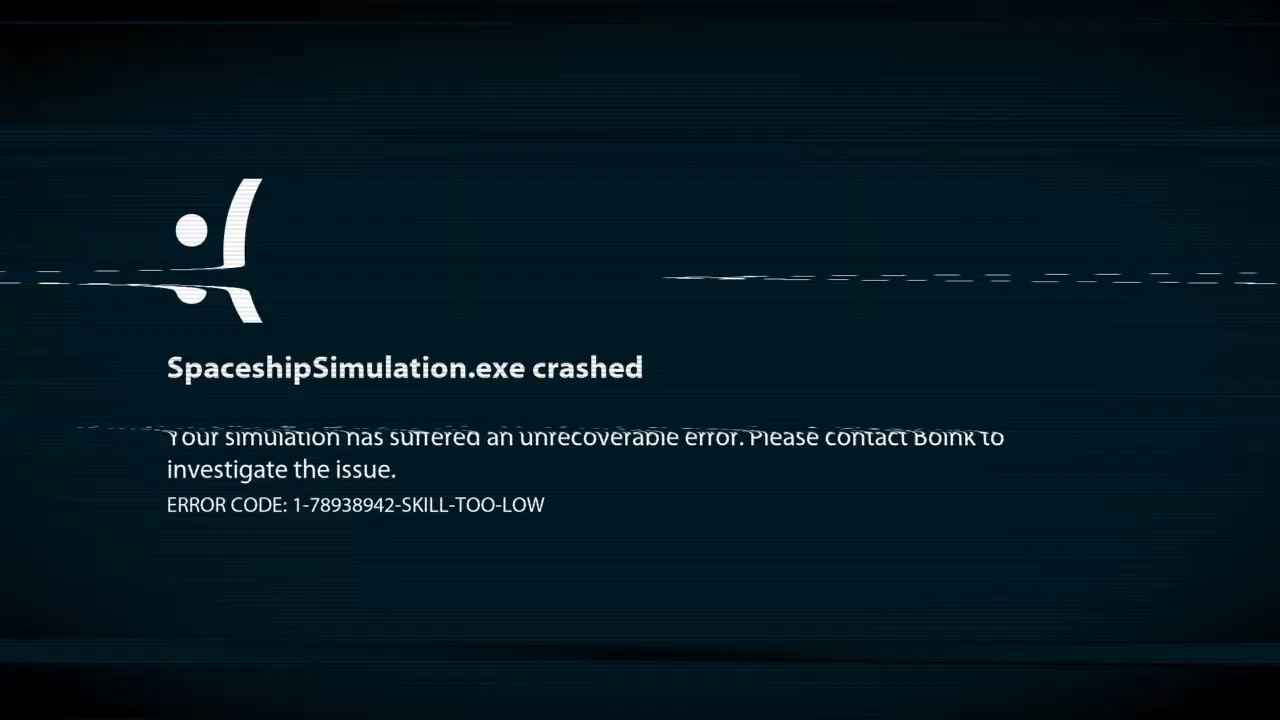 SpaceshipSimulation.exe crashed
Your simulation has suffered an unrecoverable error. Please contact Boink to
investigate the issue.
ERROR CODE: 1-78938942-SKILL-TOO-LOW